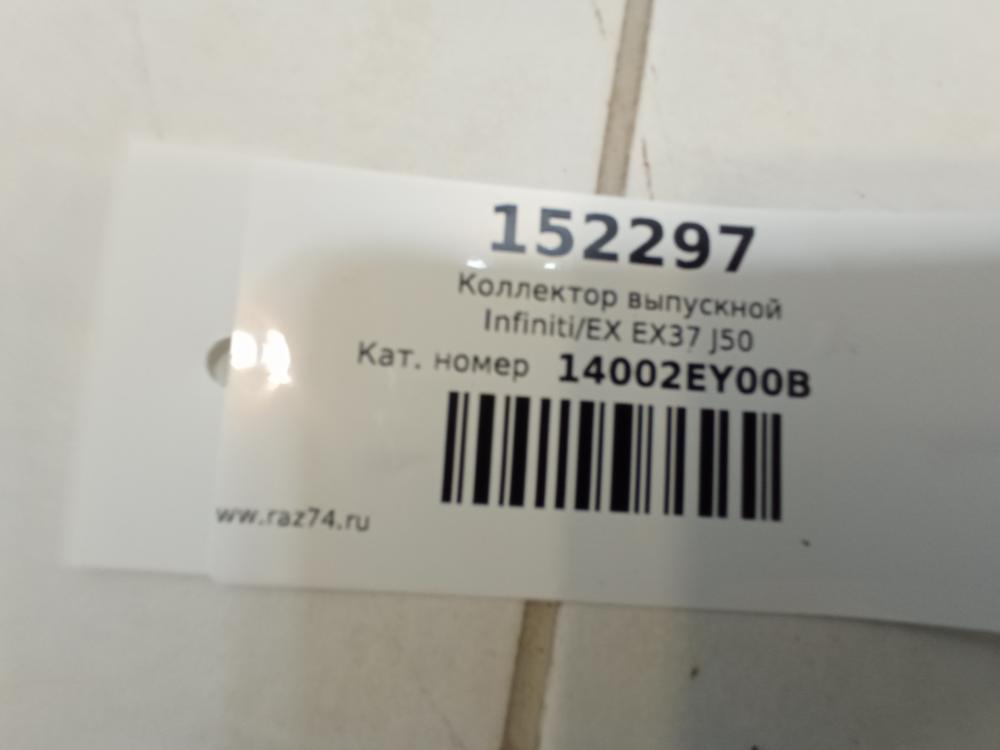 152297
Коллектор выпускной
Infiniti/EX EX37 J50
Кат. номер 14002EY00B
www.raz74.ru